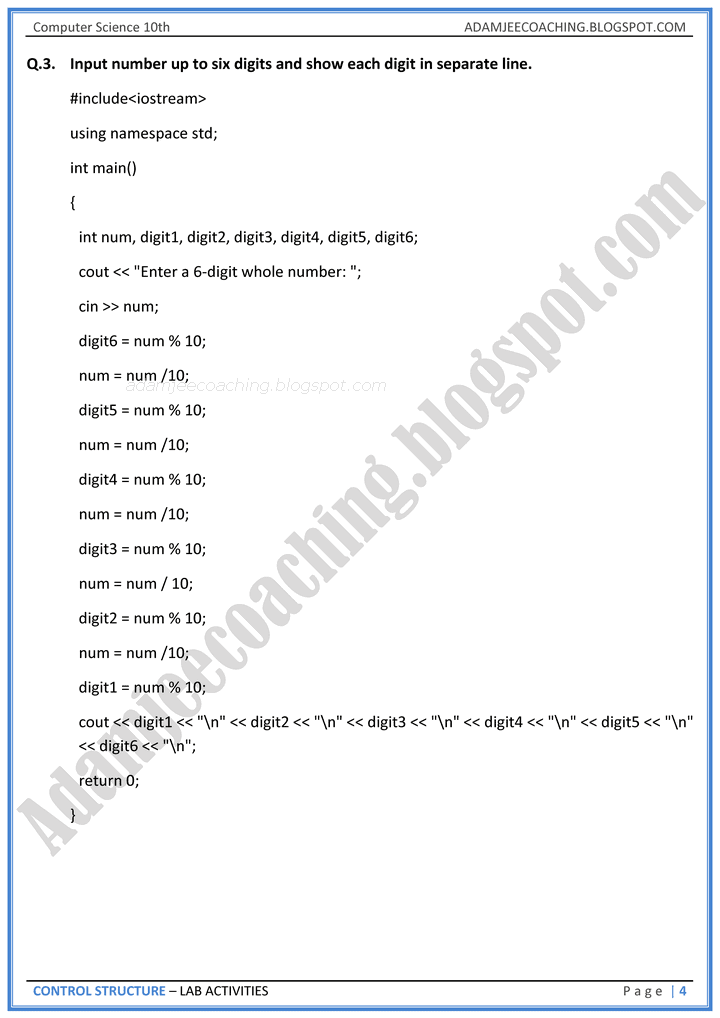 Computer Science 10th ADAMJEECOACHING.BLOGSPOT.COM
Q.3. Input number up to six digits and show each digit in separate line.
#include<iostream>
using namespace std;
int main()
{
int num, digit1, digit2, digit3, digit4, digit5, digit6;
cout << "Enter a 6-digit whole number: ";
cin >> num;
digit6 = num % 10;
num = num /10;
adamjeecoaching.blogspot.com
digit5 = num % 10;
num = num /10;
digit4 = num % 10;
num = num /10;
digit3 = num % 10;
num = num / 10;
digit2 = num % 10;
num = num /10;
digit1 = num % 10;
cout << digit1 << "\n" << digit2 << "\n" << digit3 << "\n" << digit4 << "\n" << digit5 << "\n"
<< digit6 << "\n";
return 0;
}
Adamjeecoaching.blogspot.com
CONTROL STRUCTURE – LAB ACTIVITIES Page | 4